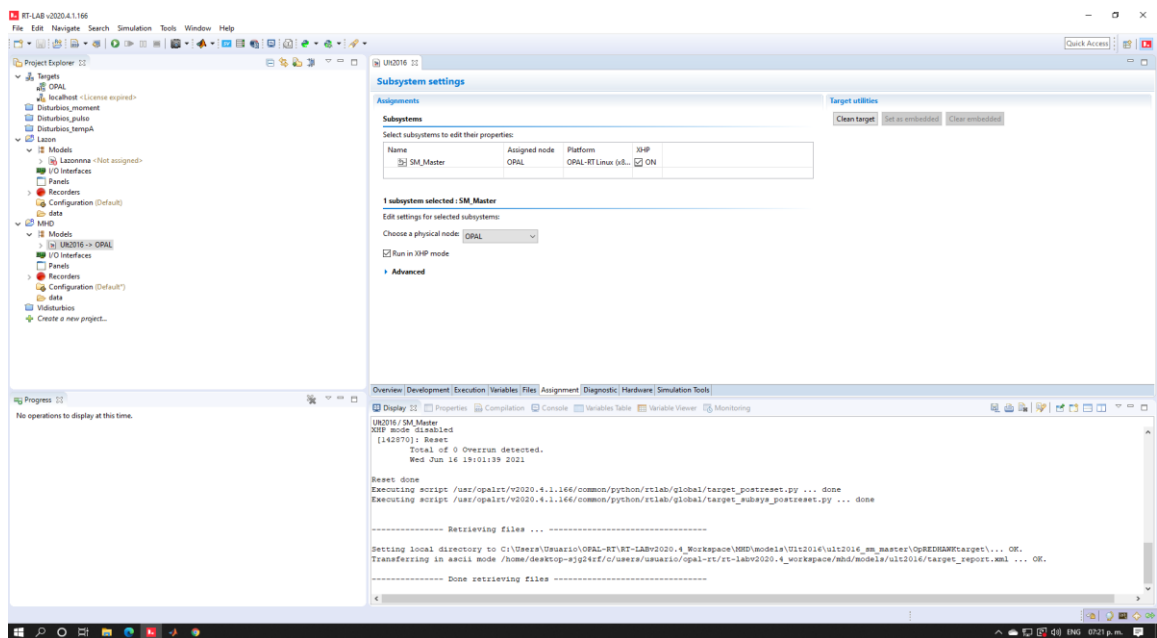 RT-LAB v2020.4.1.166
File Edit Navigate Search Simulation Tools Window Help
Quick Access
Project Explorer
Targets
OPAL
localhost <License expired>
Disturbios_moment
Disturbios_pulso
Disturbios_tempA
Lazon
Models
Lazonnna <Not assigned>
I/O Interfaces
Panels
Recorders
Configuration (Default)
data
MHD
Models
Ult2016 -> OPAL
I/O Interfaces
Panels
Recorders
Configuration (Default*)
data
Vidisturbios
Create a new project...
Progress
No operations to display at this time.
Ult2016
Subsystem settings
Assignments
Subsystems
Select subsystems to edit their properties:
Name Assigned node Platform XHP
SM_Master OPAL OPAL-RT Linux (x8... ON
1 subsystem selected : SM_Master
Edit settings for selected subsystems:
Choose a physical node: OPAL
Run in XHP mode
Advanced
Target utilities
Clean target Set as embedded Clear embedded
Overview Development Execution Variables Files Assignment Diagnostic Hardware Simulation Tools
Display Properties Compilation Console Variables Table Variable Viewer Monitoring
Ult2016 / SM_Master
XHP mode disabled
[142870]: Reset
Total of 0 Overrun detected.
Wed Jun 16 19:01:39 2021
Reset done
Executing script /usr/opalrt/v2020.4.1.166/common/python/rtlab/global/target_postreset.py ... done
Executing script /usr/opalrt/v2020.4.1.166/common/python/rtlab/global/target_subsys_postreset.py ... done
--------------- Retrieving files ... ---------------------------------
Setting local directory to C:\Users\Usuario\OPAL-RT\RT-LABv2020.4_Workspace\MHD\models\Ult2016\ult2016_sm_master\OpREDHAWKtarget\... OK.
Transferring in ascii mode /home/desktop-sjg24rf/c/users/usuario/opal-rt/rt-labv2020.4_workspace/mhd/models/ult2016/target_report.xml ... OK.
--------------- Done retrieving files ---------------------------------
ENG 07:21 p. m.